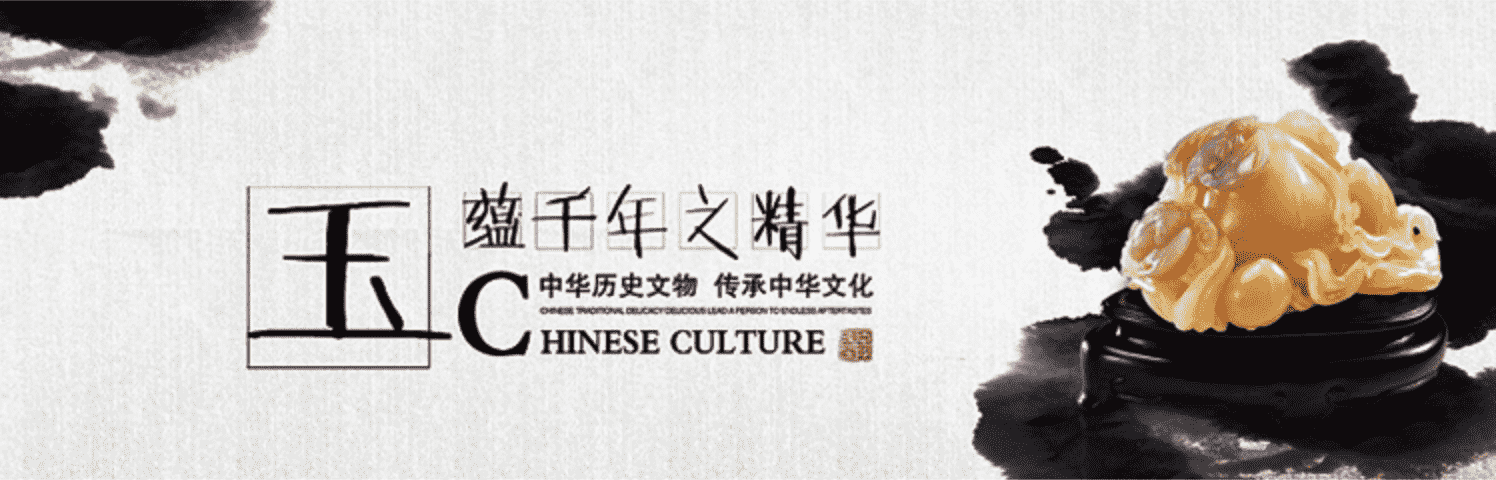 玉
蕴千年之精华
中华历史文物 传承中华文化
CHINESE TRADITIONAL DELICACY DELICIOUS LEAD A PERSON TO ENDLESS AFTERTASTES
CHINESE CULTURE